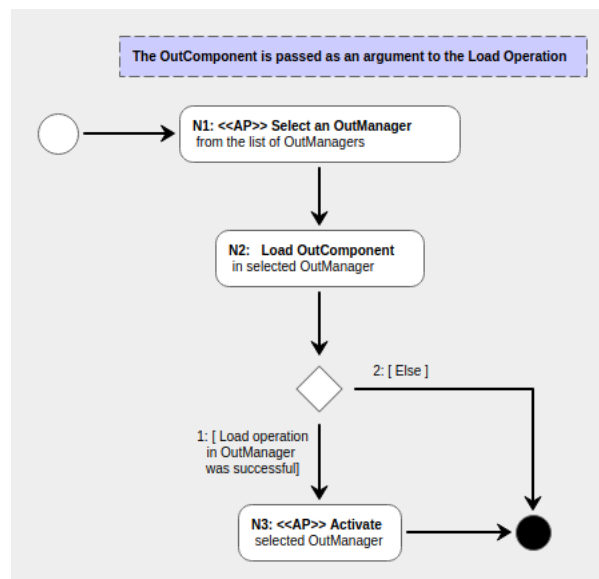 The OutComponent is passed as an argument to the Load Operation
N1: <<AP>> Select an OutManager
from the list of OutManagers
N2: Load OutComponent
in selected OutManager
2: [ Else ]
1: [ Load operation
in OutManager
was successful]
N3: <<AP>> Activate
selected OutManager